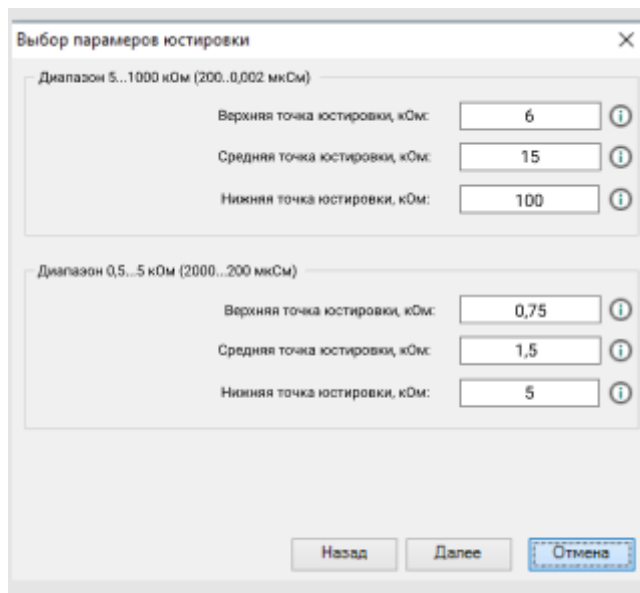 Выбор парамеров юстировки
Диапазон 5...1000 кОм (200..0,002 мкСм)
Верхняя точка юстировки, кОм: 6
Средняя точка юстировки, кОм: 15
Нижняя точка юстировки, кОм: 100
Диапазон 0,5...5 кОм (2000...200 мкСм)
Верхняя точка юстировки, кОм: 0,75
Средняя точка юстировки, кОм: 1,5
Нижняя точка юстировки, кОм: 5
Назад Далее Отмена